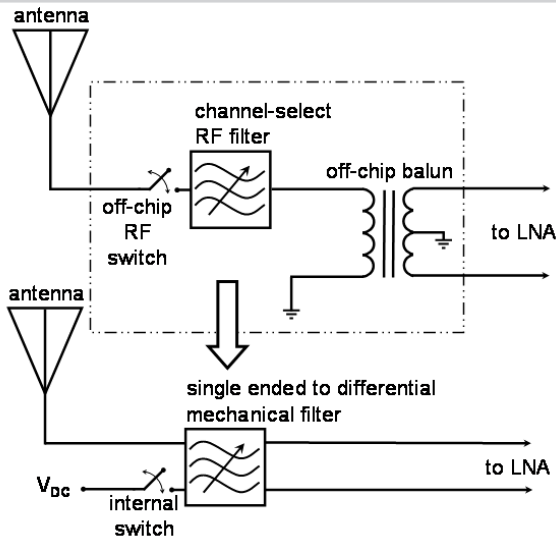 antenna
channel-select
RF filter
off-chip balun
off-chip
RF
switch
to LNA
antenna
single ended to differential
mechanical filter
to LNA
VDC
internal
switch